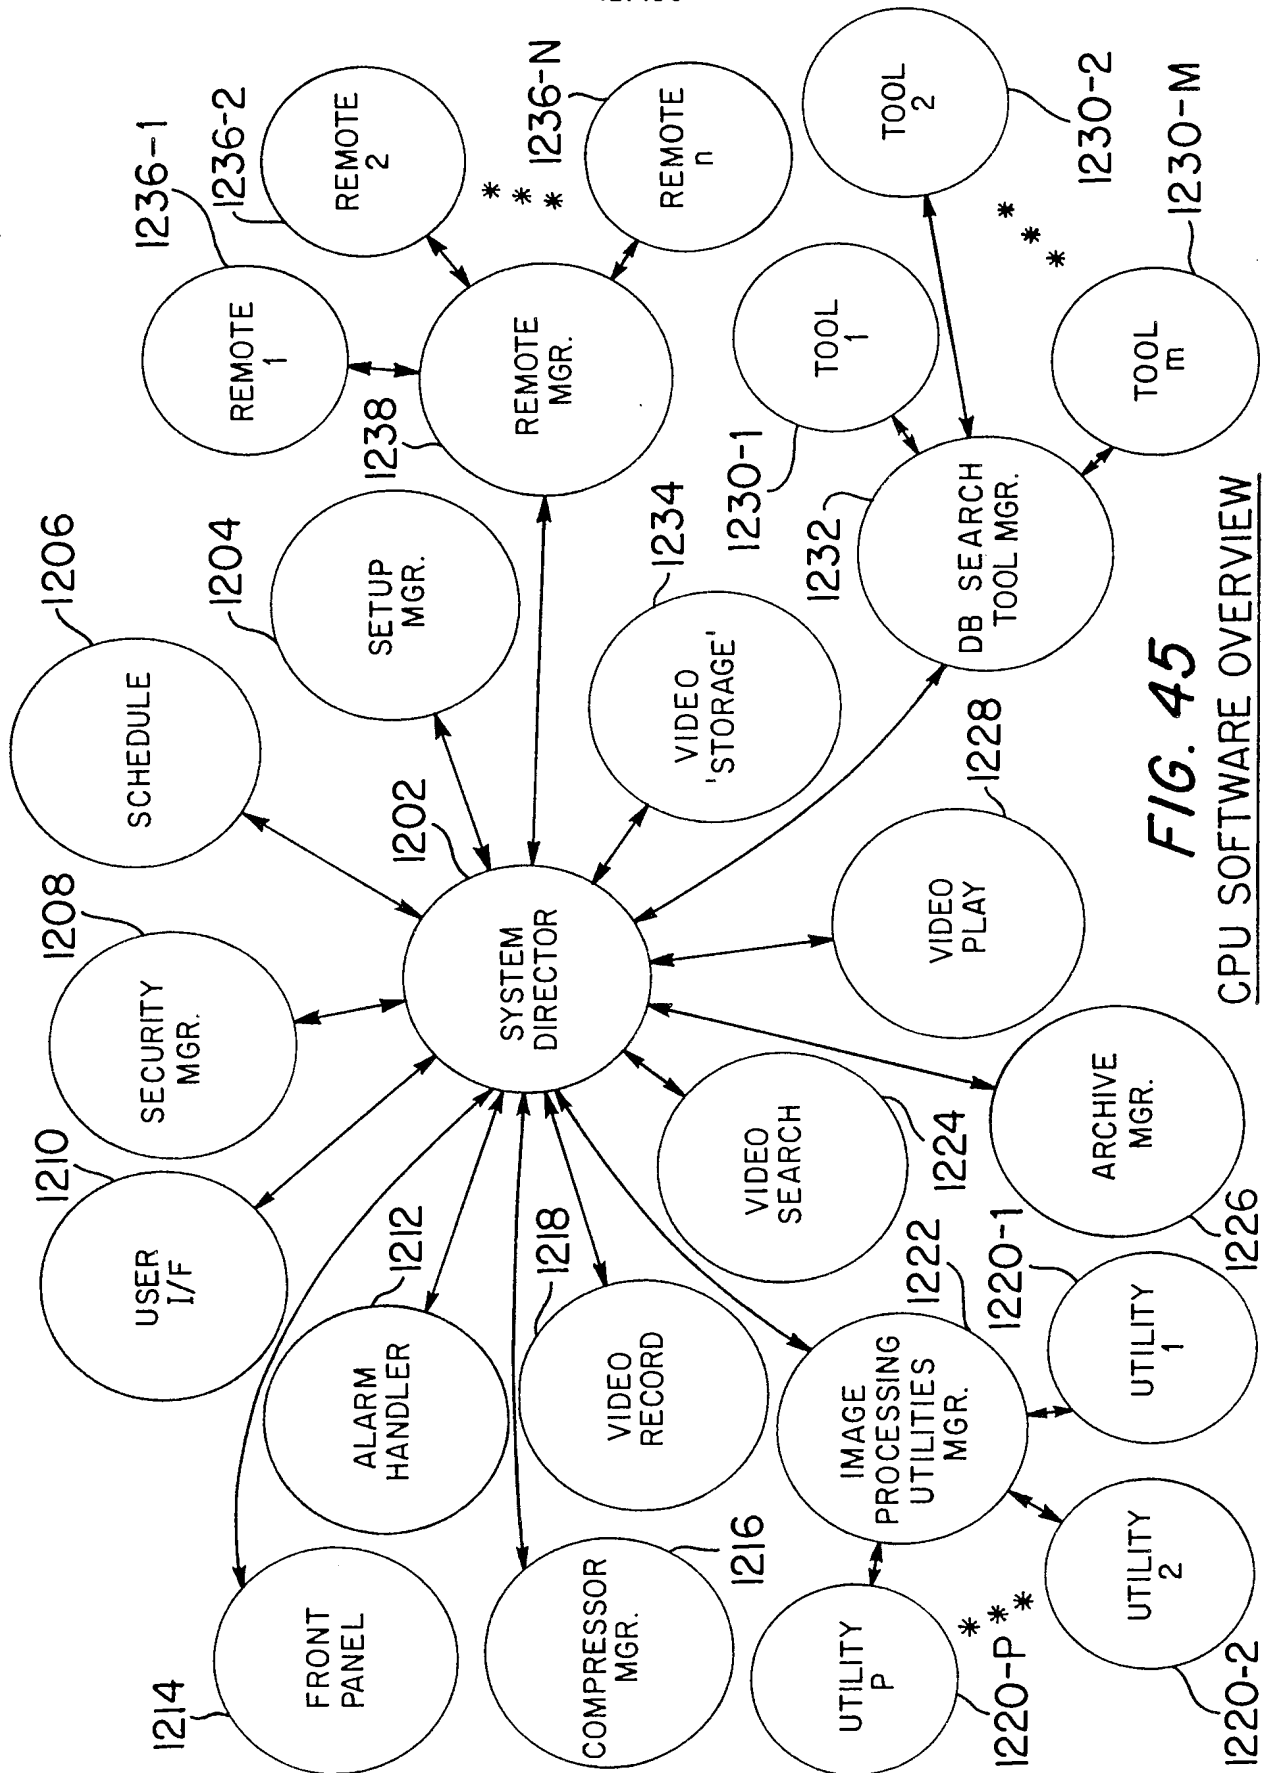 1206
SCHEDULE
1208
SECURITY
MGR.
1210
USER
I/F
1204
SETUP
MGR.
1202
SYSTEM
DIRECTOR
1236-1
REMOTE
1
1236-2
REMOTE
2
* * *
1236-N
REMOTE
n
1238
REMOTE
MGR.
1214
FRONT
PANEL
1212
ALARM
HANDLER
1216
COMPRESSOR
MGR.
1218
VIDEO
RECORD
1234
VIDEO
'STORAGE'
1230-1
TOOL
1
TOOL
2
1230-2
* * *
TOOL
m
1230-M
1232
DB SEARCH
TOOL MGR.
1222
IMAGE
PROCESSING
UTILITIES
MGR.
VIDEO
SEARCH
1224
VIDEO
PLAY
1228
ARCHIVE
MGR.
1226
UTILITY
P
1220-P
* * *
UTILITY
2
1220-2
1220-1
UTILITY
1
FIG. 45
CPU SOFTWARE OVERVIEW